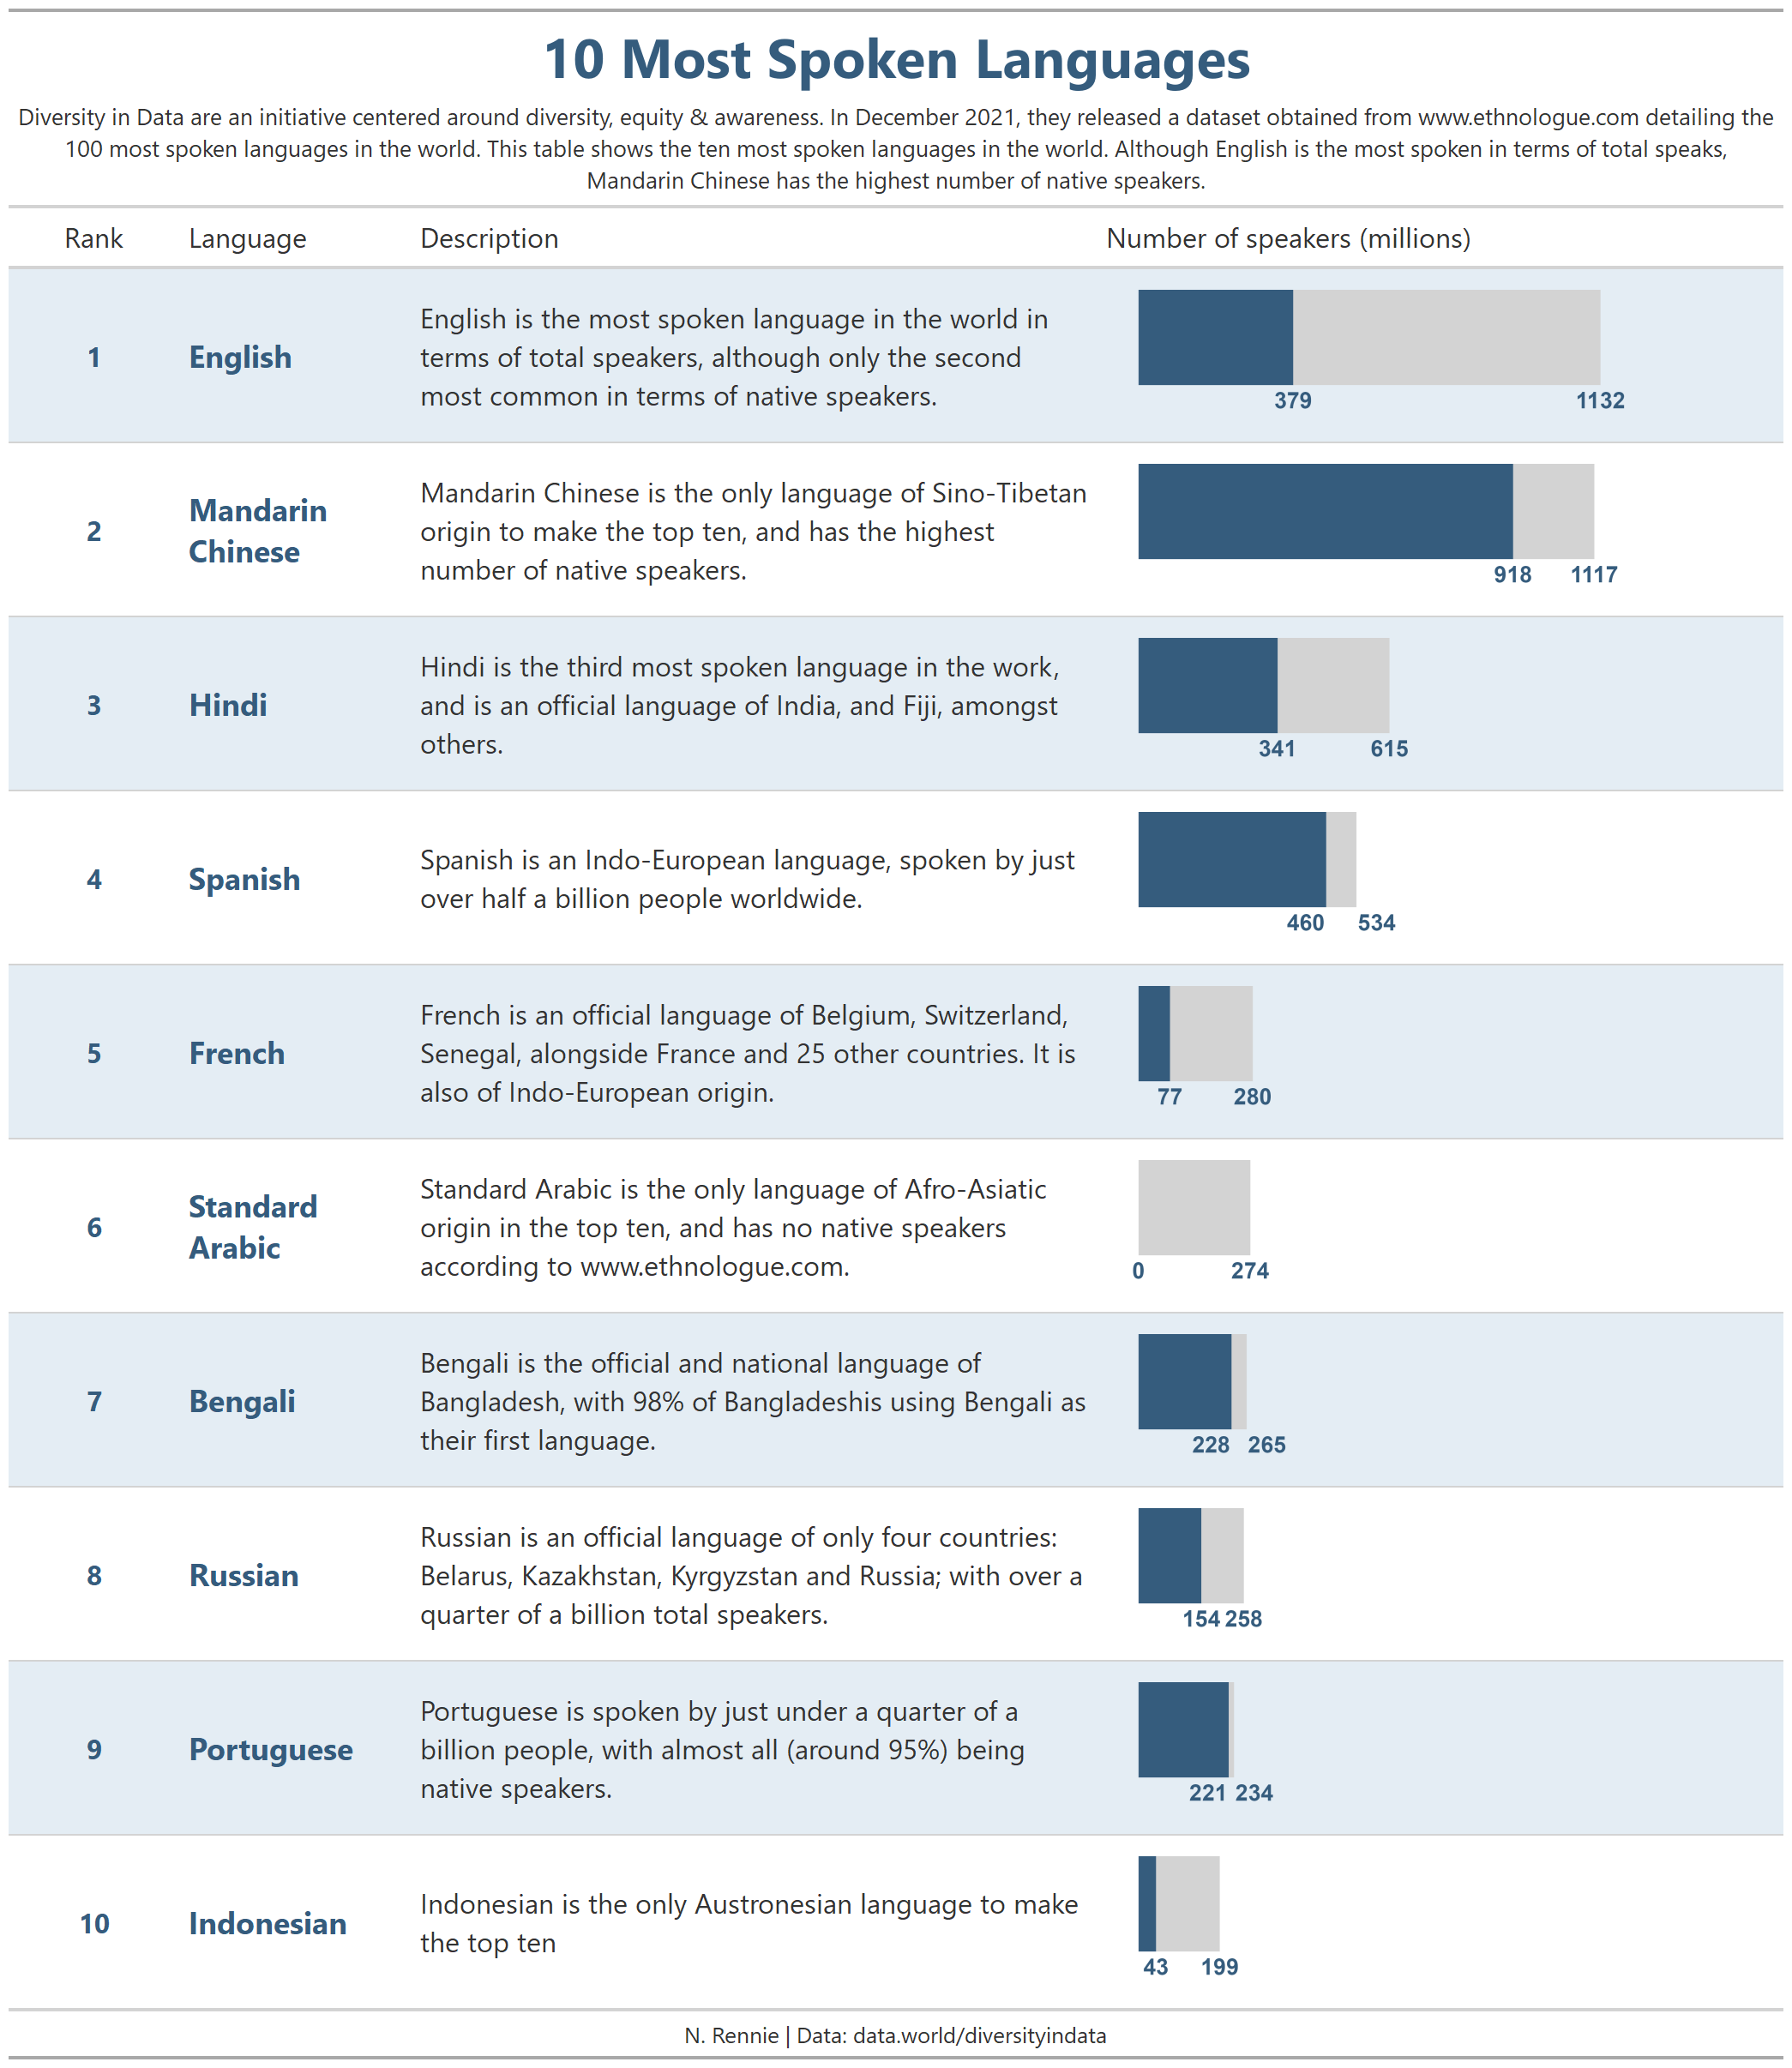 10 Most Spoken Languages
Diversity in Data are an initiative centered around diversity, equity & awareness. In December 2021, they released a dataset obtained from www.ethnologue.com detailing the
100 most spoken languages in the world. This table shows the ten most spoken languages in the world. Although English is the most spoken in terms of total speaks,
Mandarin Chinese has the highest number of native speakers.
Rank Language Description Number of speakers (millions)
English is the most spoken language in the world in
1 English terms of total speakers, although only the second
most common in terms of native speakers.
379 1132
Mandarin Chinese is the only language of Sino-Tibetan
2 Mandarin
Chinese
origin to make the top ten, and has the highest
number of native speakers.
918 1117
Hindi is the third most spoken language in the work,
3 Hindi and is an official language of India, and Fiji, amongst
others.
341 615
4 Spanish
Spanish is an Indo-European language, spoken by just
over half a billion people worldwide.
460 534
French is an official language of Belgium, Switzerland,
5 French Senegal, alongside France and 25 other countries. It is
also of Indo-European origin.
77 280
Standard Arabic is the only language of Afro-Asiatic
6 Standard
Arabic
origin in the top ten, and has no native speakers
according to www.ethnologue.com.
0 274
Bengali is the official and national language of
7 Bengali Bangladesh, with 98% of Bangladeshis using Bengali as
their first language.
228 265
Russian is an official language of only four countries:
8 Russian Belarus, Kazakhstan, Kyrgyzstan and Russia; with over a
quarter of a billion total speakers.
154 258
Portuguese is spoken by just under a quarter of a
9 Portuguese billion people, with almost all (around 95%) being
native speakers.
221 234
10 Indonesian
Indonesian is the only Austronesian language to make
the top ten
43 199
N. Rennie | Data: data.world/diversityindata